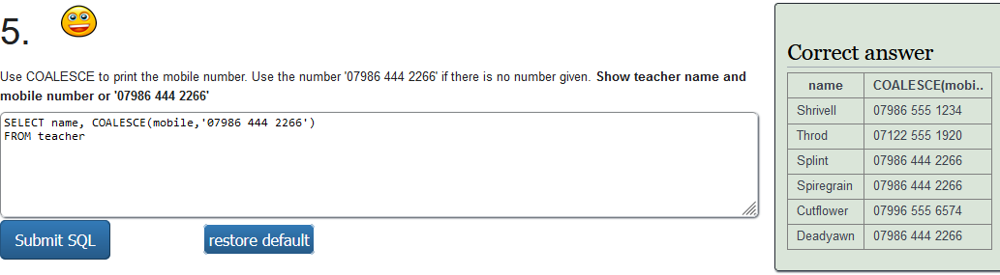 5.
Use COALESCE to print the mobile number. Use the number '07986 444 2266' if there is no number given. Show teacher name and
mobile number or '07986 444 2266'
SELECT name, COALESCE(mobile,'07986 444 2266')
FROM teacher
Submit SQL
restore default
Correct answer
name COALESCE(mobi..
Shrivell 07986 555 1234
Throd 07122 555 1920
Splint 07986 444 2266
Spiregrain 07986 444 2266
Cutflower 07996 555 6574
Deadyawn 07986 444 2266